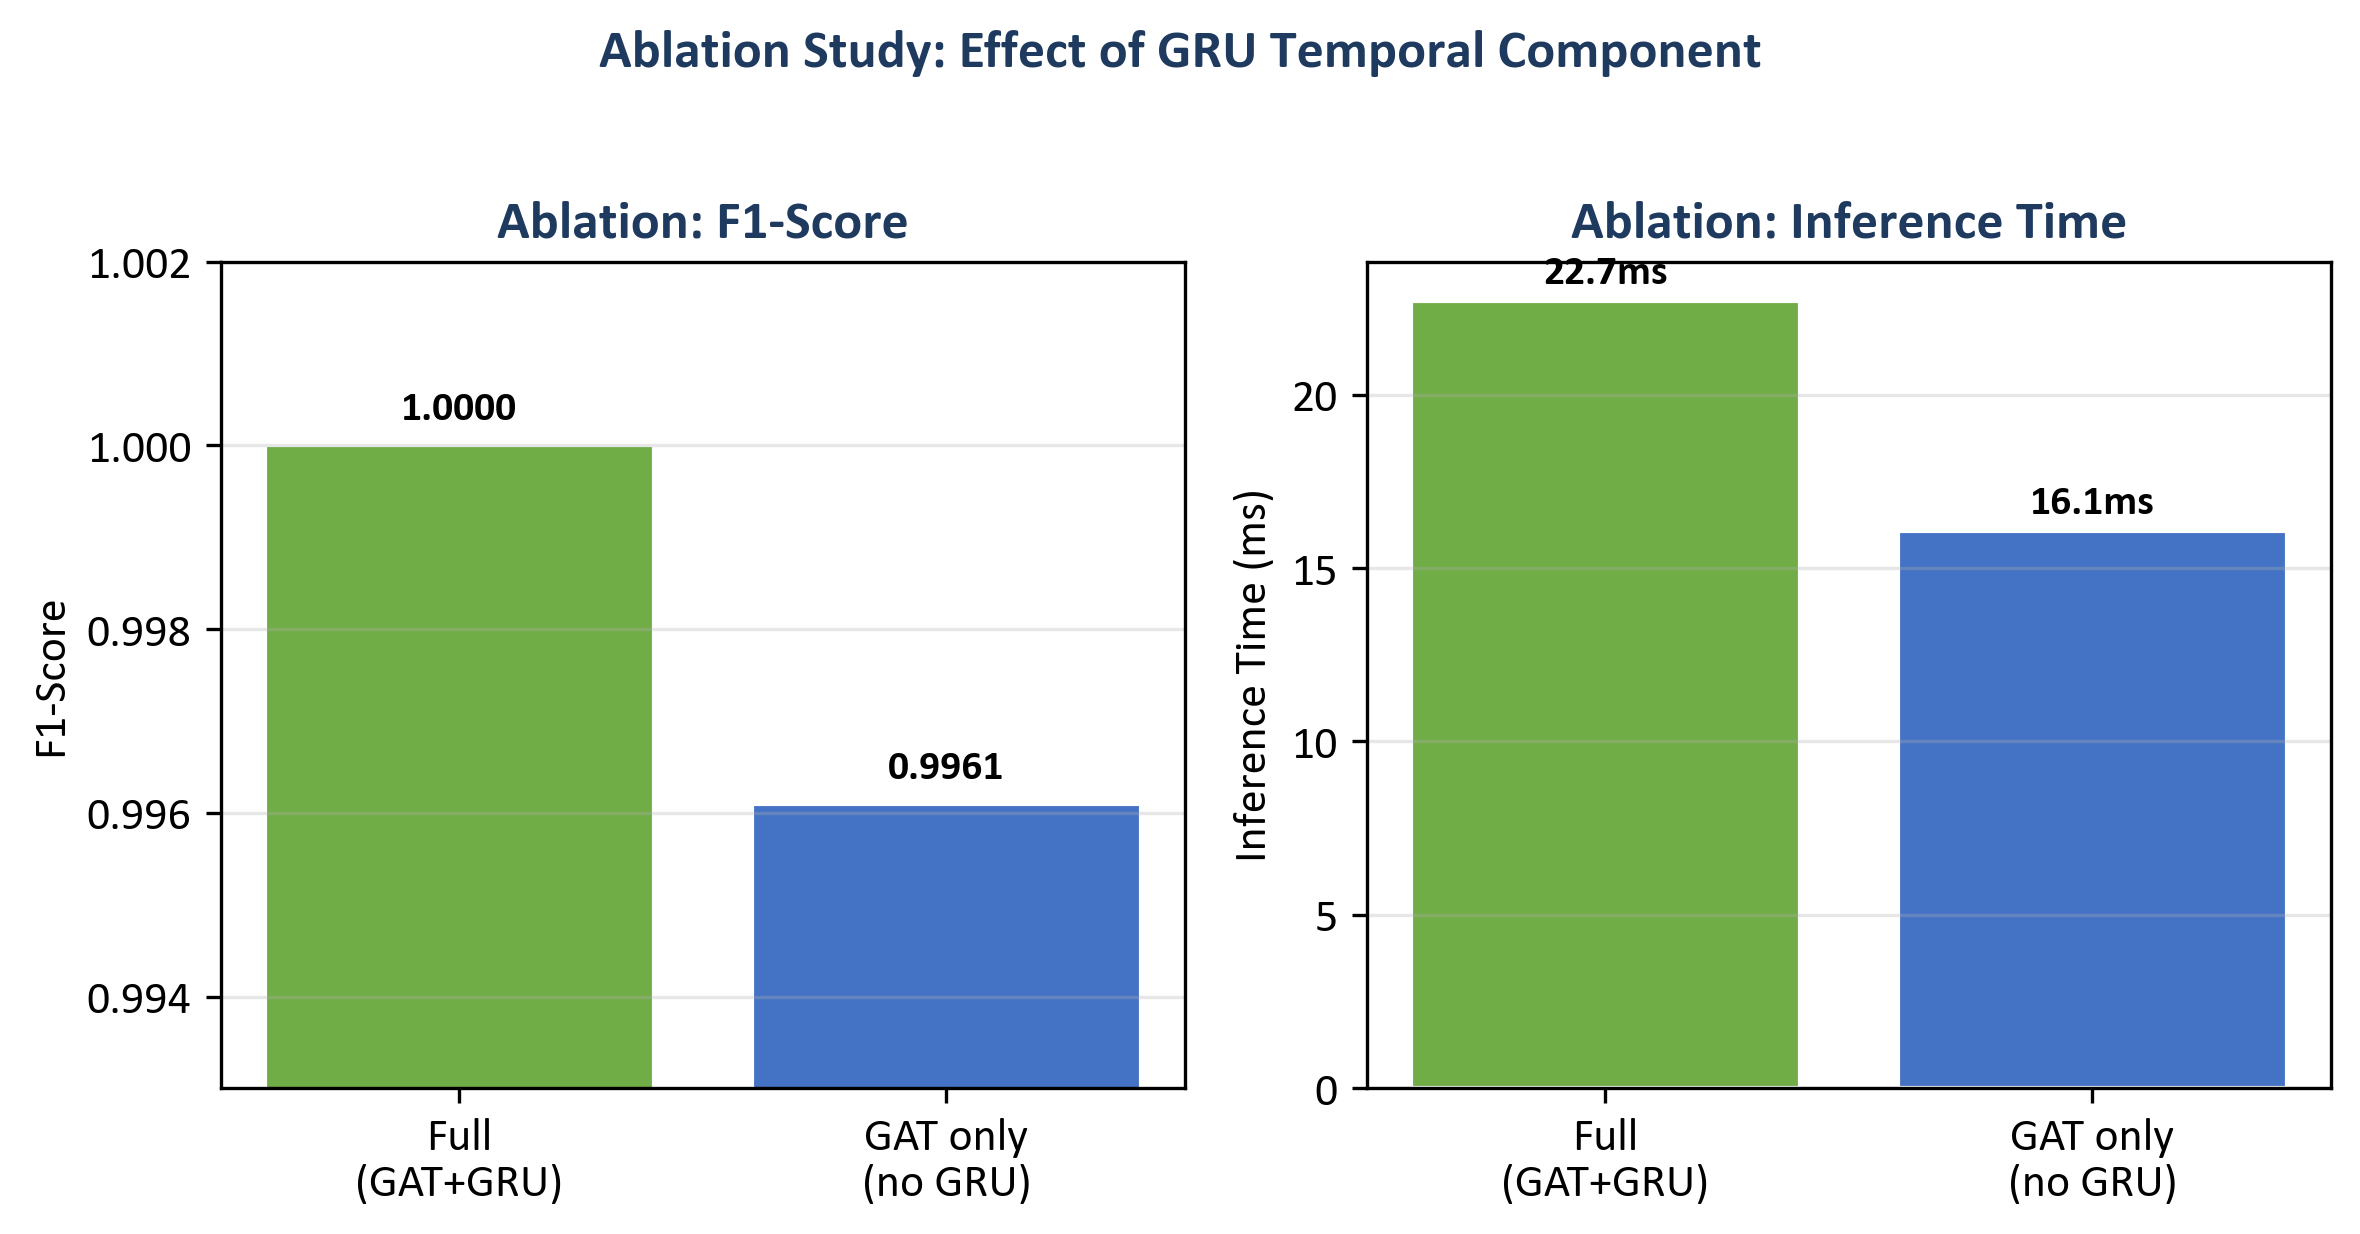 Ablation Study: Effect of GRU Temporal Component
Ablation: F1-Score
1.002
1.000
0.998
0.996
0.994
F1-Score
1.0000
0.9961
Full
(GAT+GRU)
GAT only
(no GRU)
Ablation: Inference Time
20
15
10
5
0
Inference Time (ms)
22.7ms
16.1ms
Full
(GAT+GRU)
GAT only
(no GRU)